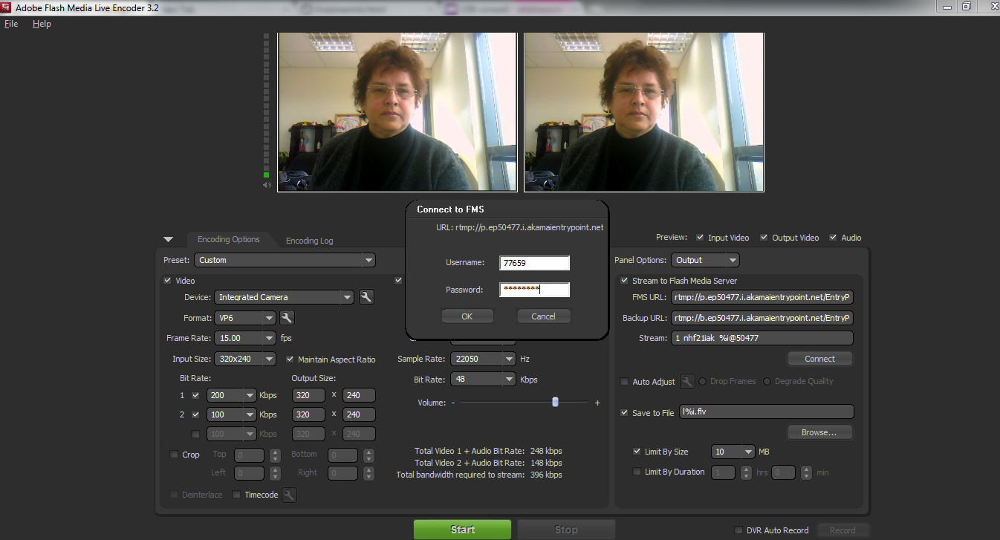 Adobe Flash Media Live Encoder 3.2
File Help
Connect to FMS
URL: rtmp://p.ep50477.i.akamaientrypoint.net
Username: 77659
Password: ********
OK Cancel
Encoding Options Encoding Log
Preview: Input Video Output Video Audio
Preset: Custom
Panel Options: Output
Video
Device: Integrated Camera
Format: VP6
Frame Rate: 15.00 fps
Input Size: 320x240 Maintain Aspect Ratio
Bit Rate: Output Size:
1 200 Kbps 320 x 240
2 100 Kbps 320 x 240
100 Kbps 320 x 240
Crop Top 0 Bottom 0
Left 0 Right 0
Deinterlace Timecode
Sample Rate: 22050 Hz
Bit Rate: 48 Kbps
Volume: - +
Total Video 1 + Audio Bit Rate: 248 kbps
Total Video 2 + Audio Bit Rate: 148 kbps
Total bandwidth required to stream: 396 kbps
Stream to Flash Media Server
FMS URL: rtmp://p.ep50477.i.akamaientrypoint.net/EntryP
Backup URL: rtmp://b.ep50477.i.akamaientrypoint.net/EntryP
Stream: 1_nhf21iak_%i@50477
Connect
Auto Adjust Drop Frames Degrade Quality
Save to File l%i.flv
Browse...
Limit By Size 10 MB
Limit By Duration 1 hrs 0 min
Start Stop
DVR Auto Record Record